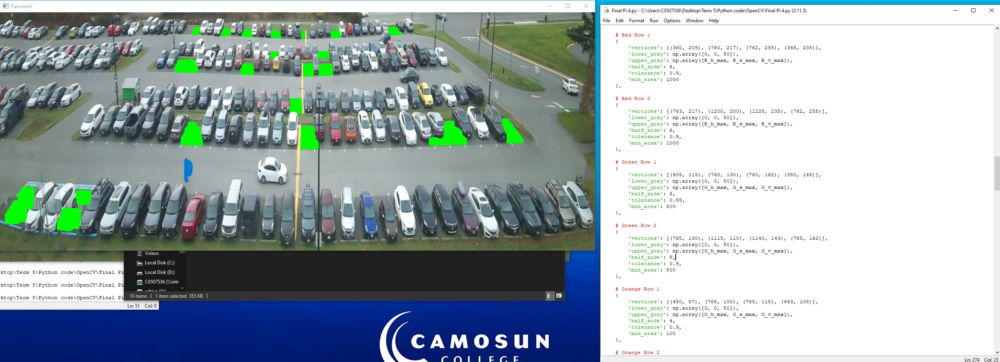 Funciona?
Final Pi 4.py - C:\Users\C0507536\Desktop\Term 5\Python code\OpenCV\Final Pi 4.py (3.11.5)
File Edit Format Run Options Window Help
# Red Row 1
{
'vertices': [(360, 205), (760, 217), (762, 255), (345, 235)],
'lower_gray': np.array([0, 0, 50]),
'upper_gray': np.array([R_h_max, R_s_max, R_v_max]),
'half_side': 6,
'tolerance': 0.9,
'min_area': 1000
},
# Red Row 2
{
'vertices': [(763, 217), (1200, 200), (1225, 235), (762, 255)],
'lower_gray': np.array([0, 0, 50]),
'upper_gray': np.array([R_h_max, R_s_max, R_v_max]),
'half_side': 6,
'tolerance': 0.9,
'min_area': 1000
},
# Green Row 1
{
'vertices': [(405, 115), (760, 130), (760, 162), (380, 148)],
'lower_gray': np.array([0, 0, 50]),
'upper_gray': np.array([G_h_max, G_s_max, G_v_max]),
'half_side': 8,
'tolerance': 0.95,
'min_area': 800
},
# Green Row 2
{
'vertices': [(765, 130), (1115, 110), (1140, 143), (765, 162)],
'lower_gray': np.array([0, 0, 50]),
'upper_gray': np.array([G_h_max, G_s_max, G_v_max]),
'half_side': 8,
'tolerance': 0.9,
'min_area': 800
},
# Orange Row 1
{
'vertices': [(450, 87), (765, 100), (765, 118), (443, 108)],
'lower_gray': np.array([0, 0, 50]),
'upper_gray': np.array([O_h_max, O_s_max, O_v_max]),
'half_side': 4,
'tolerance': 0.9,
'min_area': 100
},
# Orange Row 2
Ln: 274 Col: 23
Videos
Local Disk (C:)
Local Disk (D:)
C0507536 (\\intr
xdrive (X:)
10 items 1 item selected 355 KB
ktop\Term 5\Python code\OpenCV\Final Pi
ktop\Term 5\Python code\OpenCV\Final Pi
ktop\Term 5\Python code\OpenCV\Final Pi
Ln: 51 Col: 0
CAMOSUN
COLLEGE